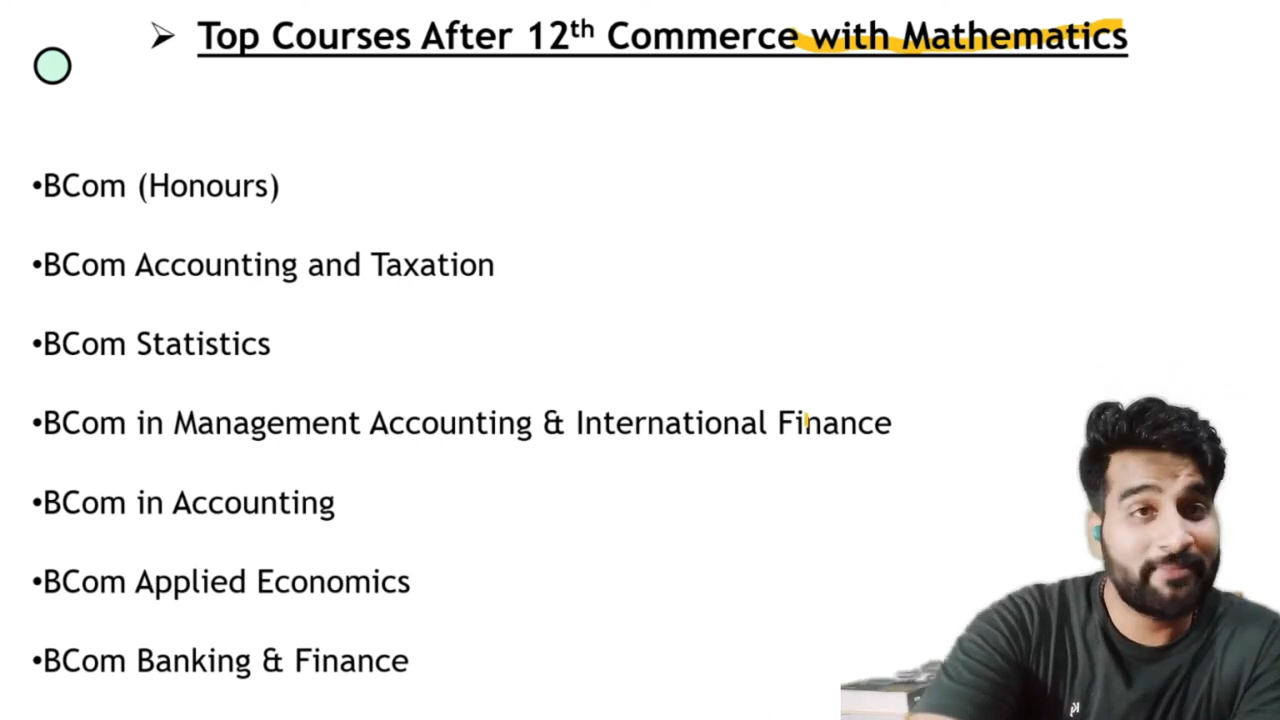 ➢ Top Courses After 12th Commerce with Mathematics
•BCom (Honours)
•BCom Accounting and Taxation
•BCom Statistics
•BCom in Management Accounting & International Finance
•BCom in Accounting
•BCom Applied Economics
•BCom Banking & Finance